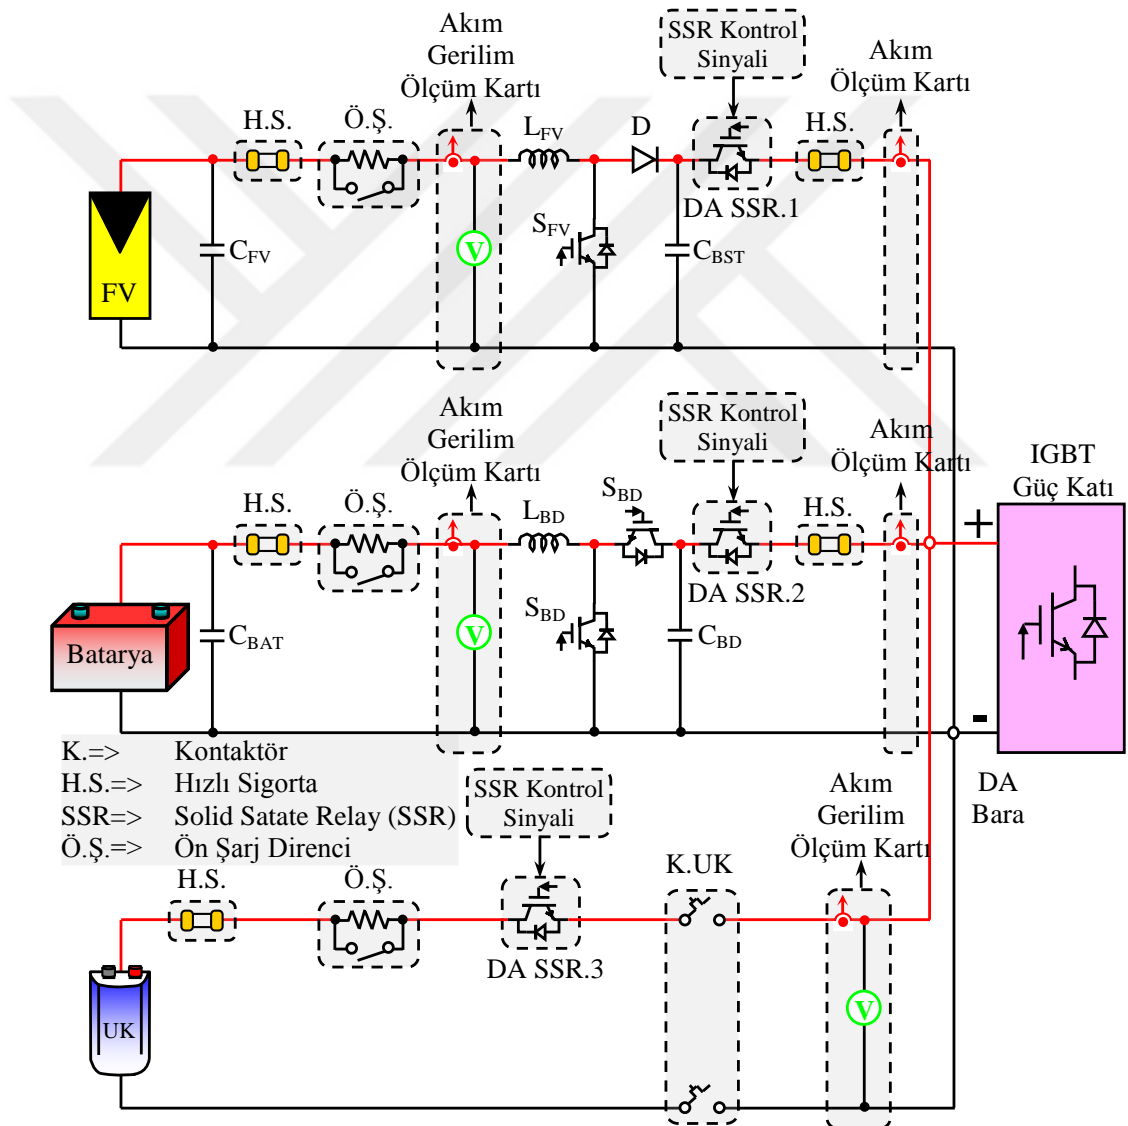 Akım
Gerilim
Ölçüm Kartı
SSR Kontrol
Sinyali
Akım
Ölçüm Kartı
H.S.
Ö.Ş.
LFV
D
H.S.
DA SSR.1
SFV
V
CFV
CBST
FV
Akım
Gerilim
Ölçüm Kartı
SSR Kontrol
Sinyali
Akım
Ölçüm Kartı
IGBT
Güç Katı
H.S.
Ö.Ş.
LBD
SBD
H.S.
+
DA SSR.2
SBD
V
CBAT
CBD
Batarya
-
K.=> Kontaktör
H.S.=> Hızlı Sigorta
SSR=> Solid Satate Relay (SSR)
Ö.Ş.=> Ön Şarj Direnci
SSR Kontrol
Sinyali
Akım
Gerilim
Ölçüm Kartı
DA
Bara
H.S.
Ö.Ş.
K.UK
DA SSR.3
V
UK